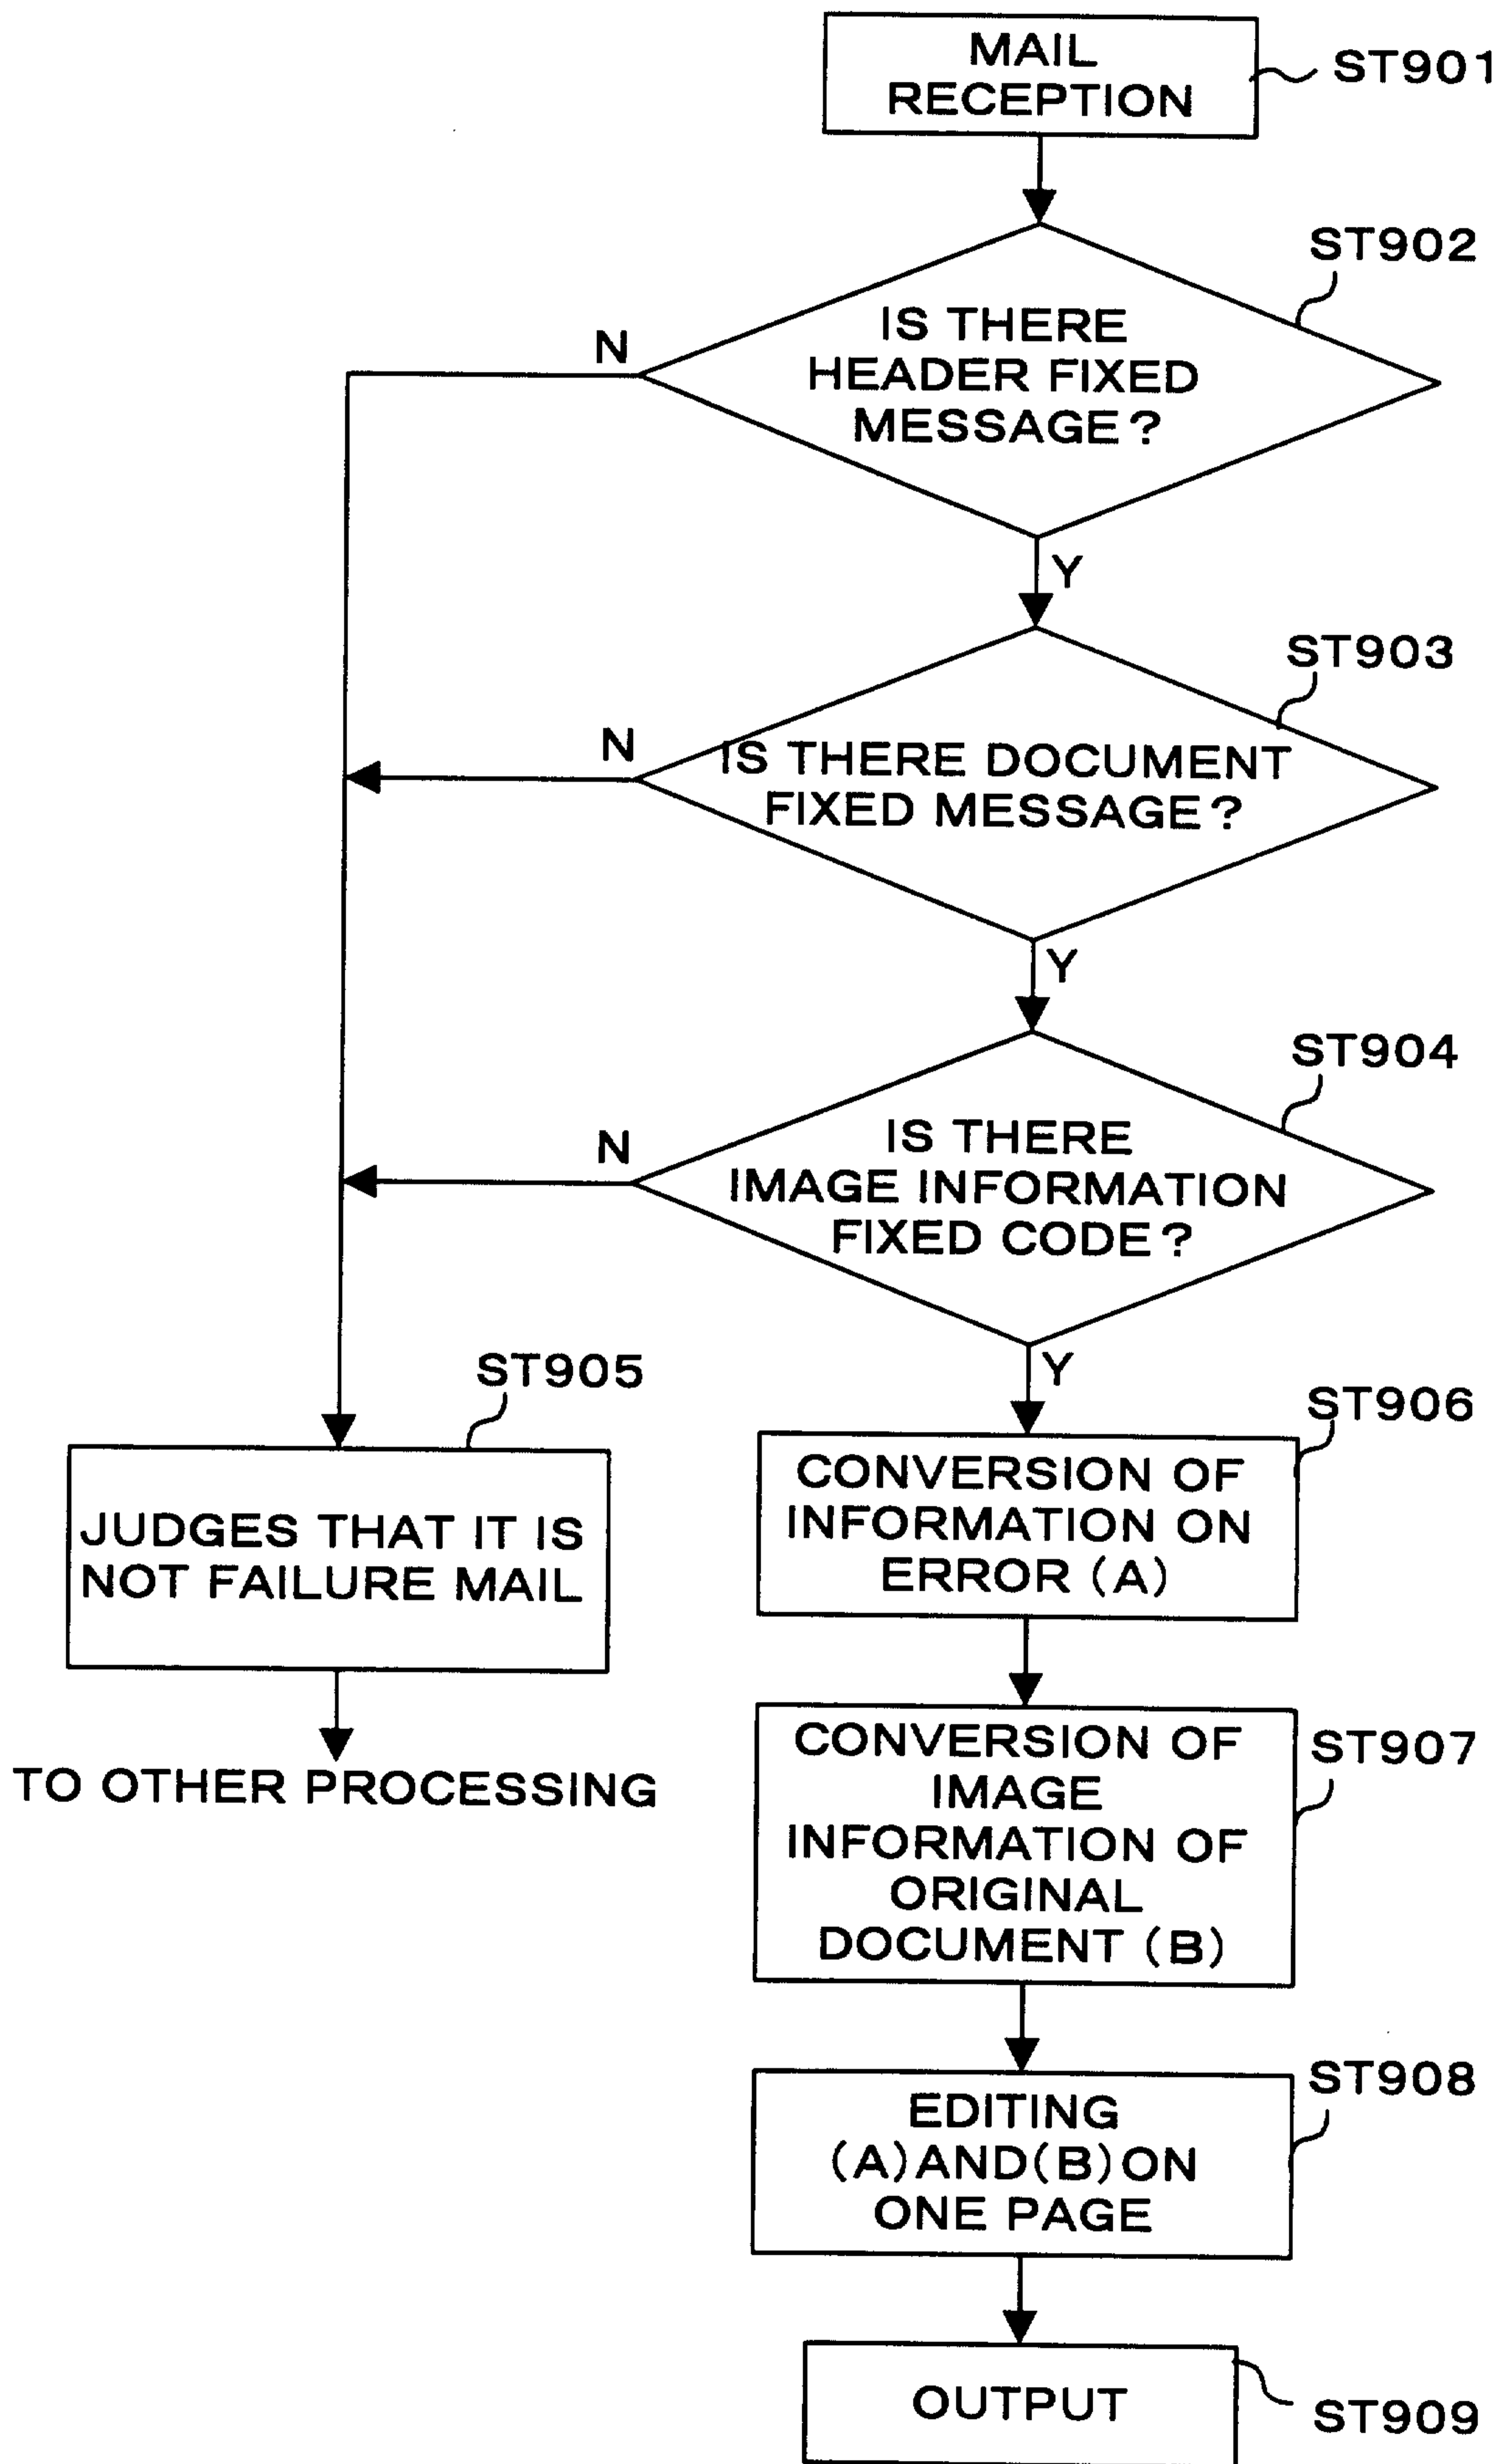 MAIL
RECEPTION
ST901
ST902
IS THERE
HEADER FIXED
MESSAGE?
N
Y
ST903
IS THERE DOCUMENT
FIXED MESSAGE?
N
Y
ST904
IS THERE
IMAGE INFORMATION
FIXED CODE?
N
Y
ST905
JUDGES THAT IT IS
NOT FAILURE MAIL
TO OTHER PROCESSING
ST906
CONVERSION OF
INFORMATION ON
ERROR (A)
ST907
CONVERSION OF
IMAGE
INFORMATION OF
ORIGINAL
DOCUMENT (B)
ST908
EDITING
(A)AND(B)ON
ONE PAGE
OUTPUT
ST909